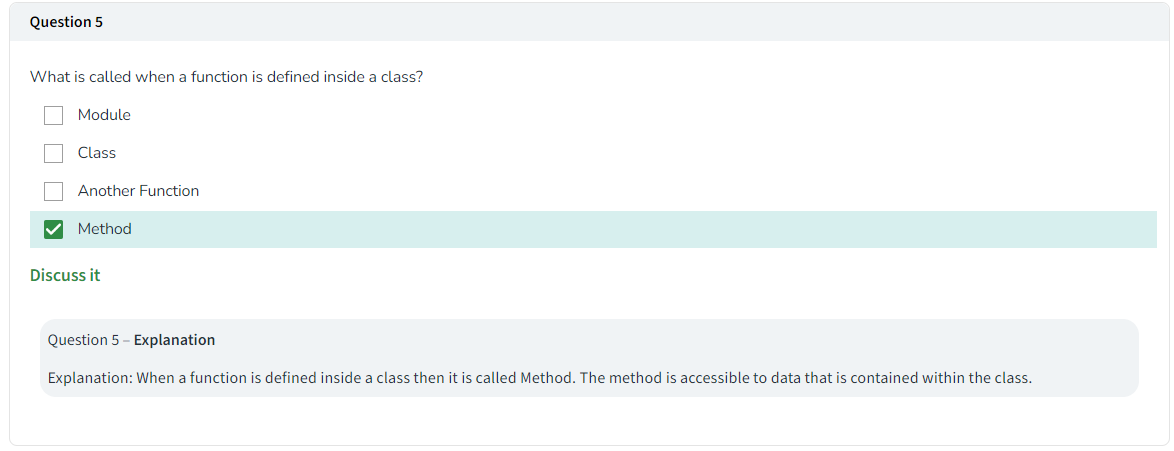 Question 5
What is called when a function is defined inside a class?
Module
Class
Another Function
Method
Discuss it
Question 5 – Explanation
Explanation: When a function is defined inside a class then it is called Method. The method is accessible to data that is contained within the class.